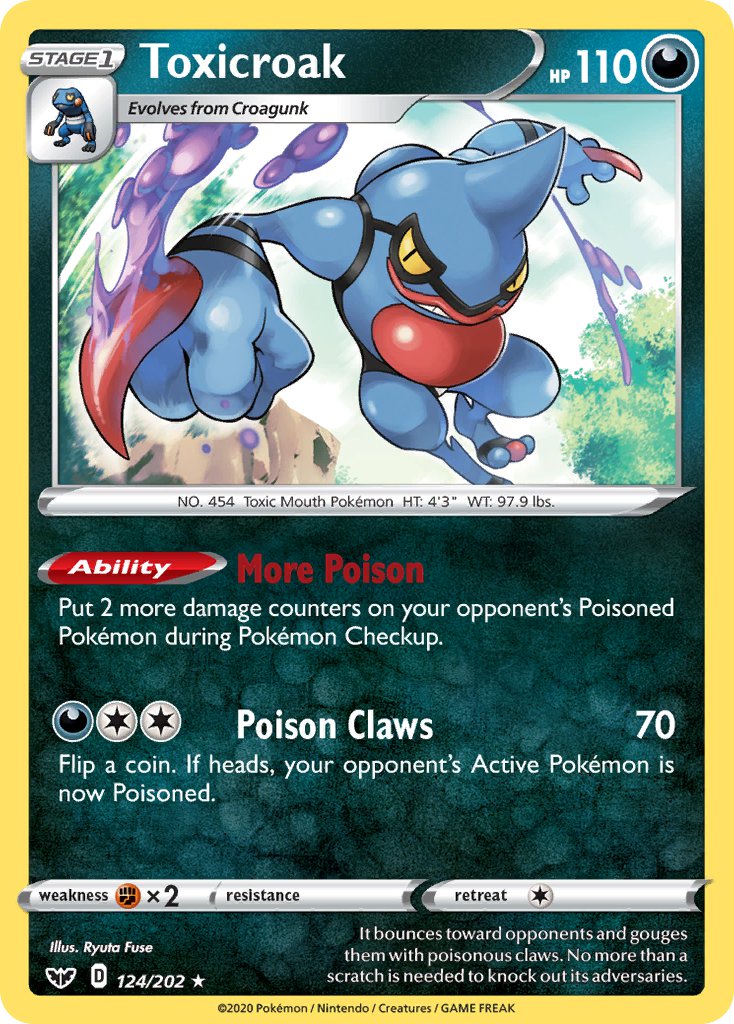 STAGE1
Toxicroak
HP 110
Evolves from Croagunk
NO. 454 Toxic Mouth Pokémon HT: 4'3" WT: 97.9 lbs.
Ability More Poison
Put 2 more damage counters on your opponent's Poisoned
Pokémon during Pokémon Checkup.
Poison Claws 70
Flip a coin. If heads, your opponent's Active Pokémon is
now Poisoned.
weakness ×2 resistance retreat
Illus. Ryuta Fuse
It bounces toward opponents and gouges
them with poisonous claws. No more than a
scratch is needed to knock out its adversaries.
D 124/202 ★
©2020 Pokémon / Nintendo / Creatures / GAME FREAK